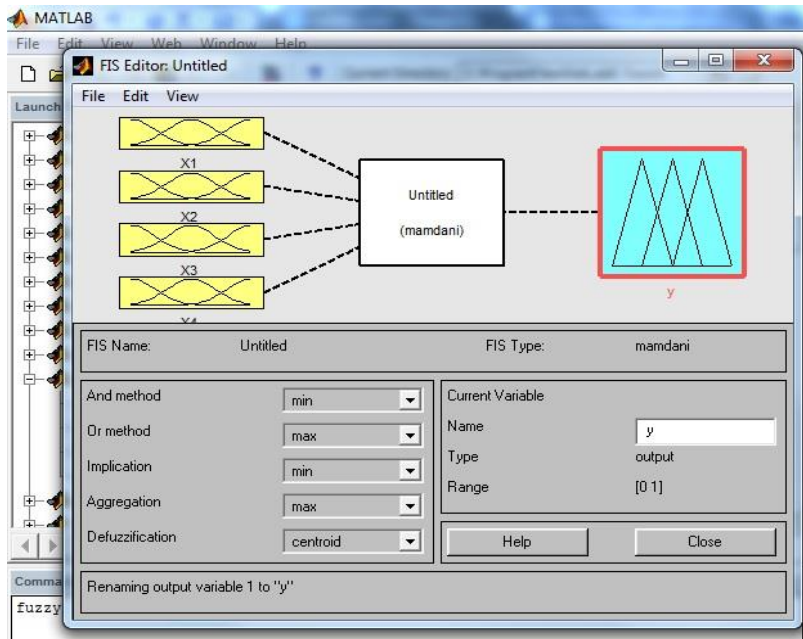 MATLAB
File Edit View Web Window Help
FIS Editor: Untitled
File Edit View
Launch
X1
X2
X3
X4
Untitled
(mamdani)
y
FIS Name: Untitled FIS Type: mamdani
And method min
Or method max
Implication min
Aggregation max
Defuzzification centroid
Current Variable
Name y
Type output
Range [0 1]
Help Close
Renaming output variable 1 to "y"
Comma
fuzzy